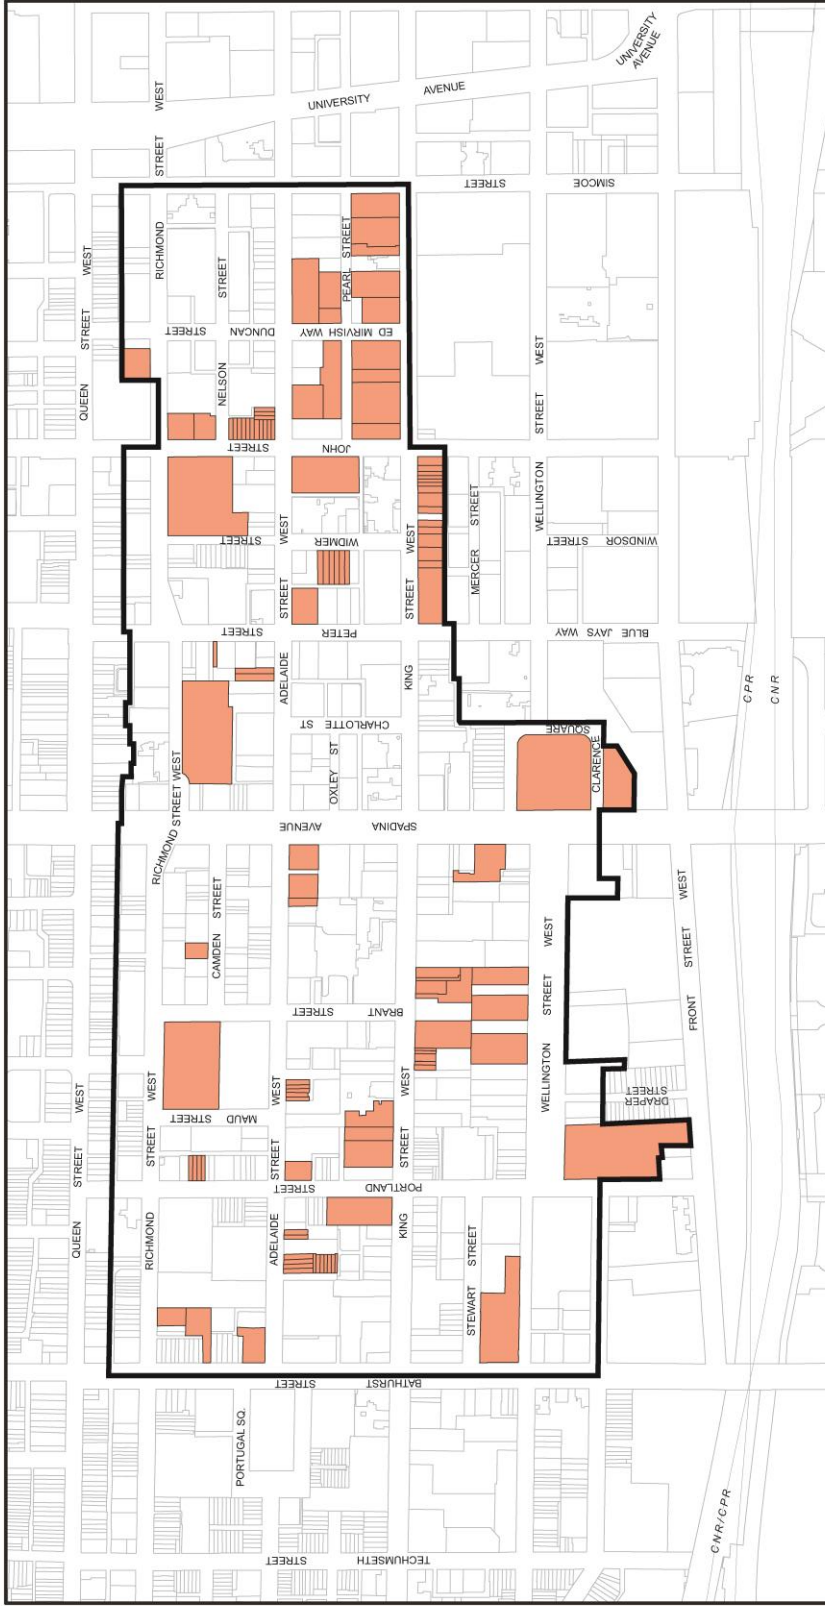 UNIVERSITY
AVENUE
UNIVERSITY AVENUE
STREET WEST
SIMCOE STREET
QUEEN STREET WEST
RICHMOND
NELSON STREET
PEARL STREET
DUNCAN STREET
ED MIRVISH WAY
JOHN STREET
WELLINGTON STREET WEST
MERCER STREET
WIDMER STREET
WINDSOR STREET
ADELAIDE STREET WEST
KING STREET WEST
PETER STREET
BLUE JAYS WAY
CHARLOTTE ST
OXLEY ST
CLARENCE SQUARE
CPR
CNR
RICHMOND STREET WEST
SPADINA AVENUE
CAMDEN STREET
BRANT STREET
WELLINGTON STREET WEST
FRONT STREET WEST
DRAPER
STREET
MAUD STREET
QUEEN STREET WEST
RICHMOND STREET WEST
ADELAIDE STREET WEST
KING STREET WEST
PORTLAND STREET
STEWART STREET
BATHURST STREET
PORTUGAL SQ.
TECHUMSETH STREET
CNR/CPR